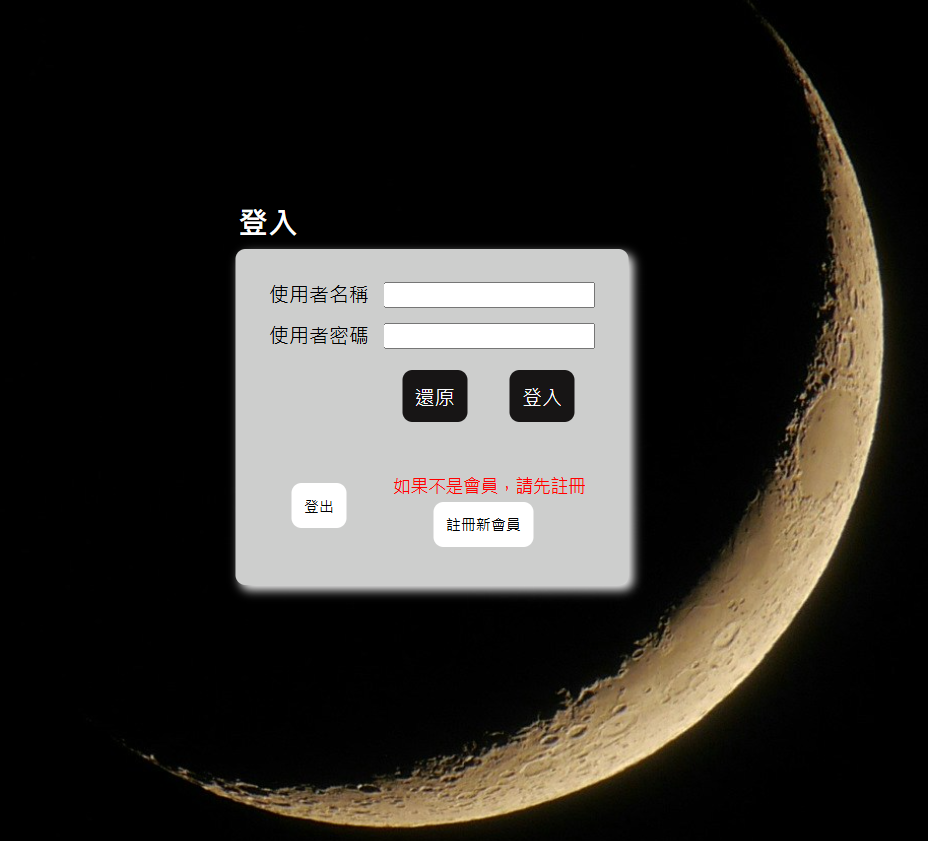 登入
使用者名稱
使用者密碼
還原 登入
如果不是會員，請先註冊
登出
註冊新會員